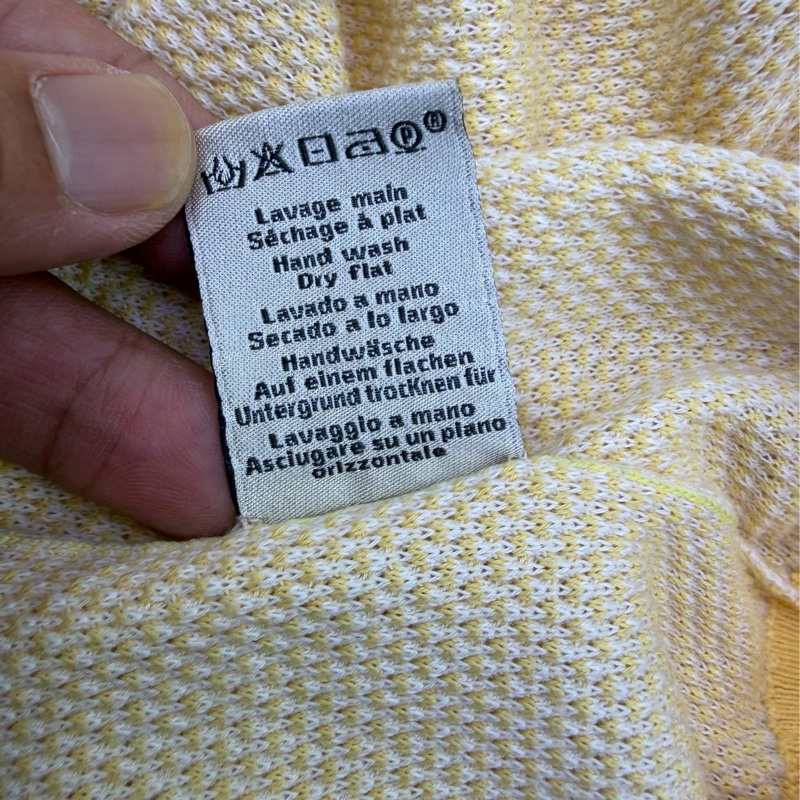 P
Lavage main
Séchage à plat
Hand wash
Dry flat
Lavado a mano
Secado a lo largo
Handwäsche
Auf einem flachen
Untergrund trocknen für
Lavaggio a mano
Asciugare su un piano
orizzontale